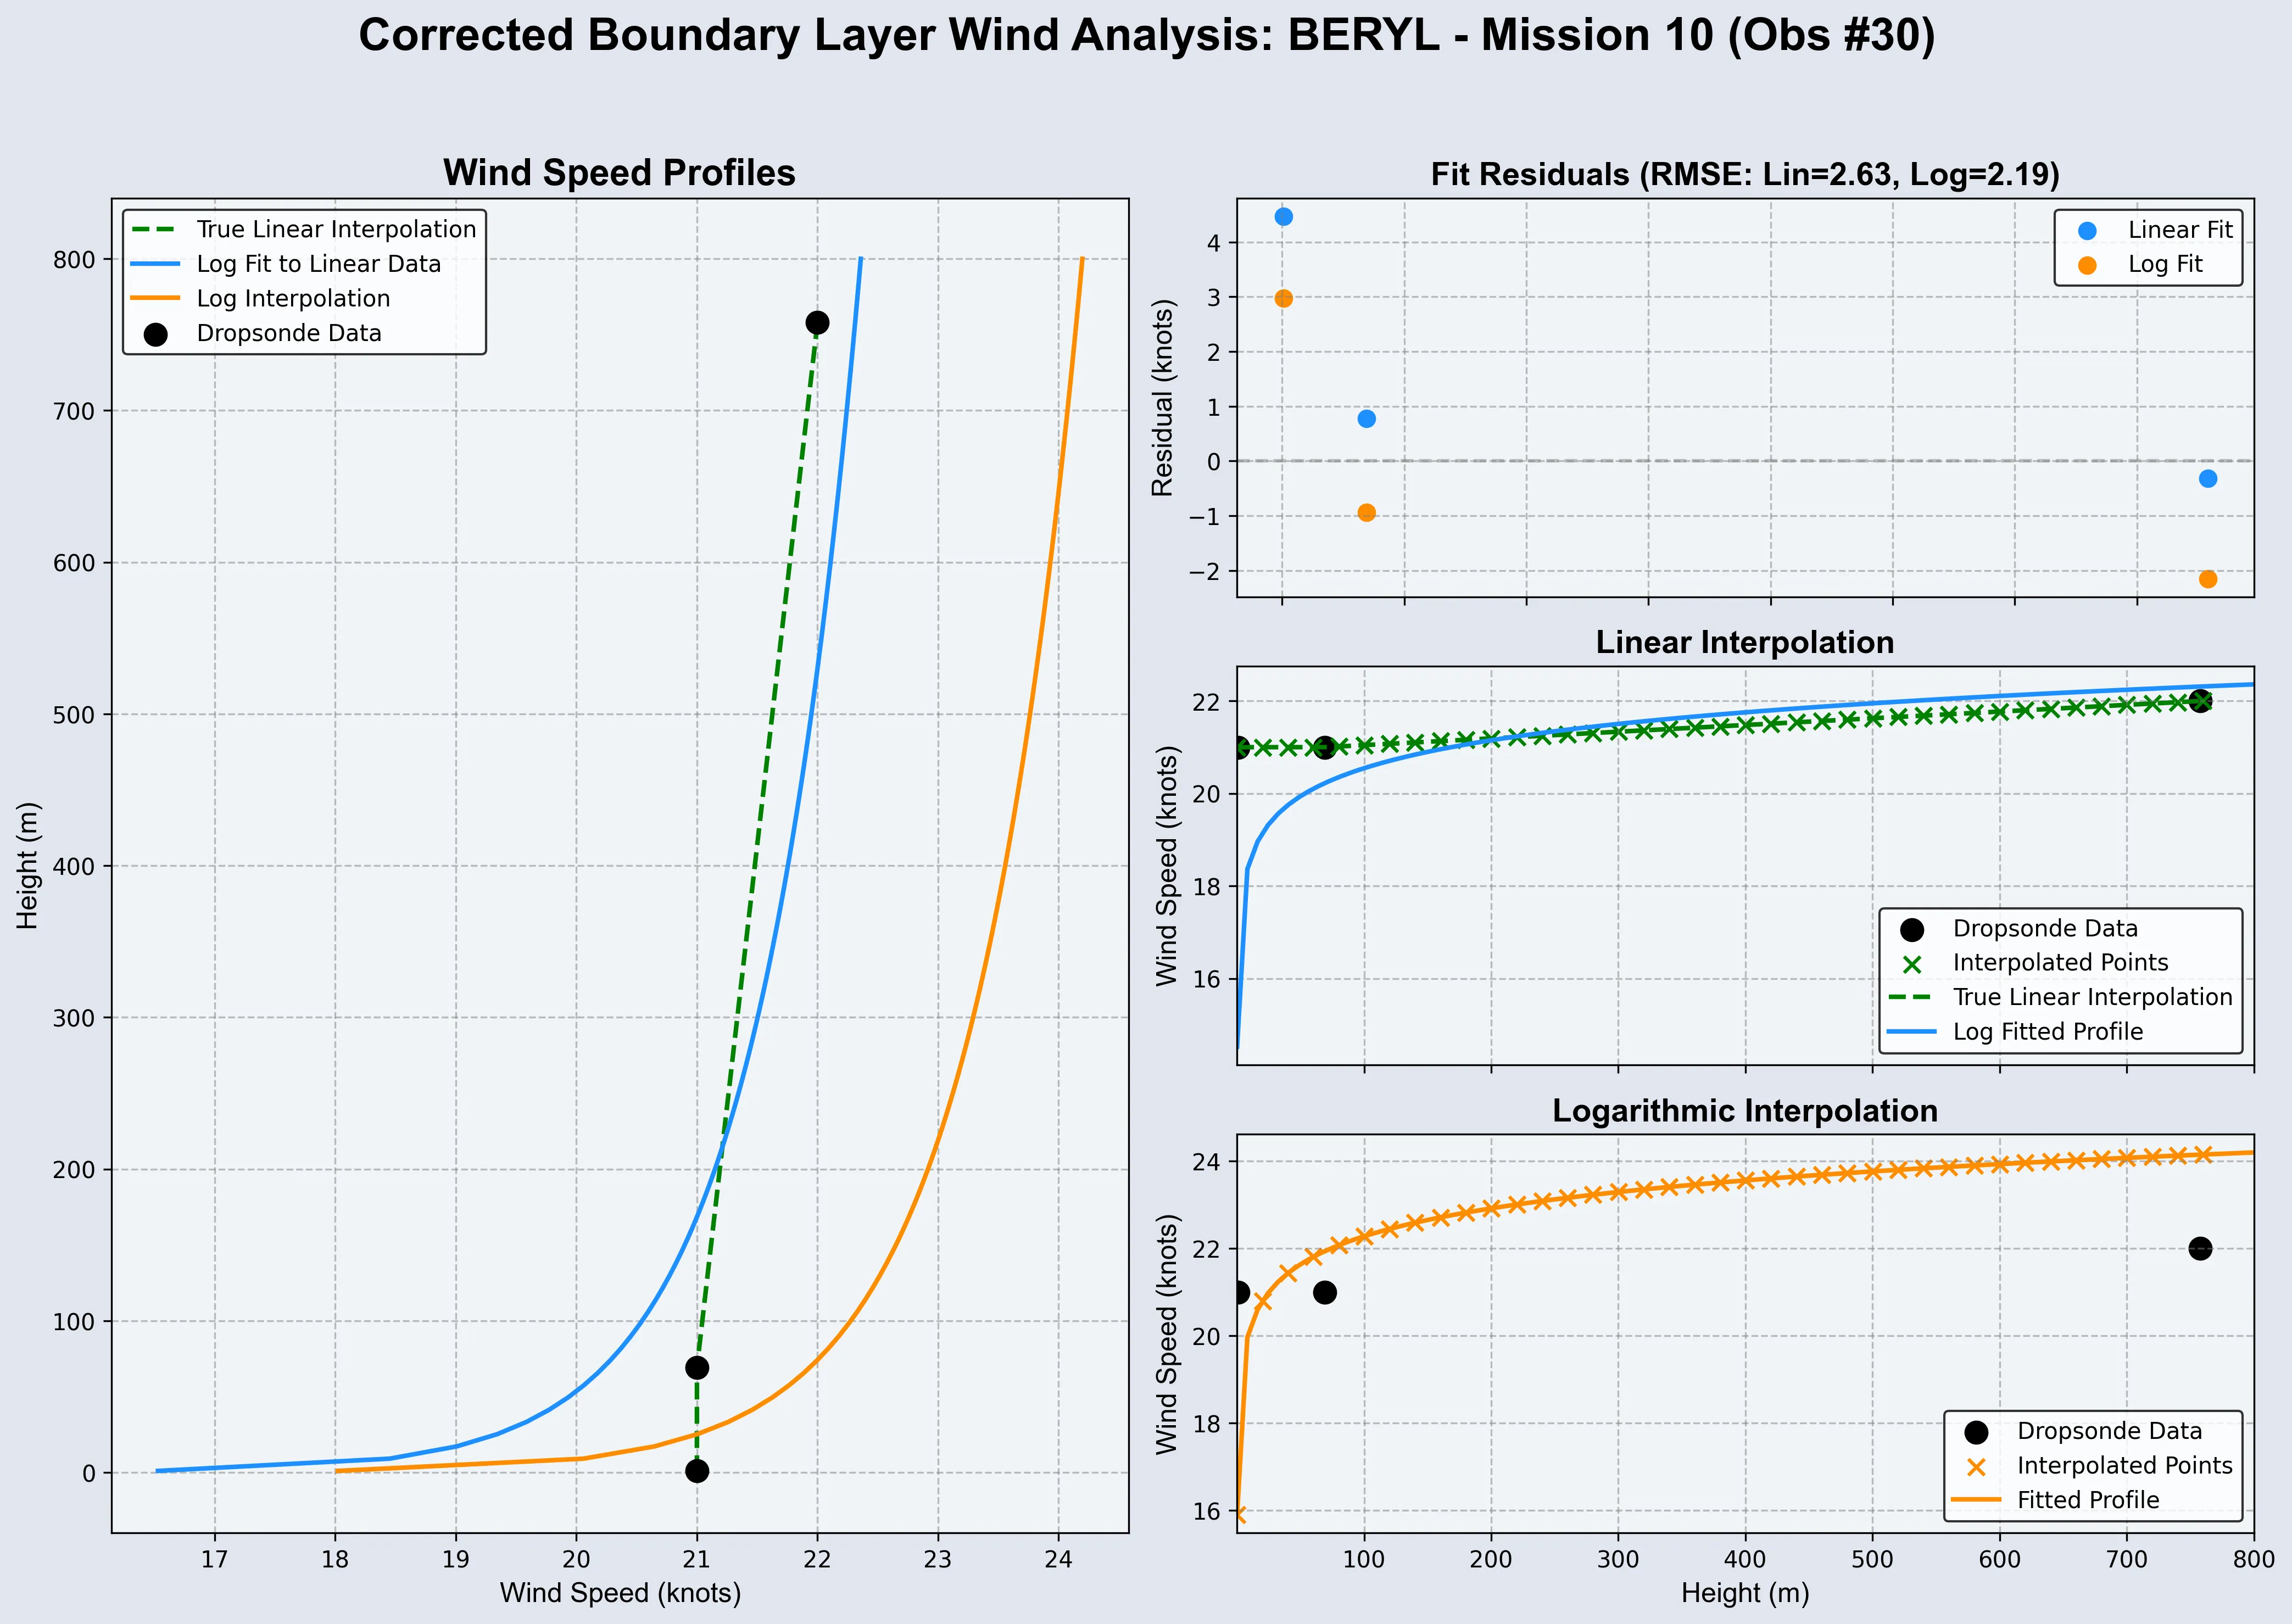 Corrected Boundary Layer Wind Analysis: BERYL - Mission 10 (Obs #30)
Wind Speed Profiles
True Linear Interpolation
Log Fit to Linear Data
Log Interpolation
Dropsonde Data
800
700
600
500
400
300
200
100
0
Height (m)
17 18 19 20 21 22 23 24
Wind Speed (knots)
Fit Residuals (RMSE: Lin=2.63, Log=2.19)
Linear Fit
Log Fit
4
3
2
1
0
−1
−2
Residual (knots)
Linear Interpolation
22
20
18
16
Wind Speed (knots)
Dropsonde Data
Interpolated Points
True Linear Interpolation
Log Fitted Profile
Logarithmic Interpolation
24
22
20
18
16
Wind Speed (knots)
Dropsonde Data
Interpolated Points
Fitted Profile
100 200 300 400 500 600 700 800
Height (m)